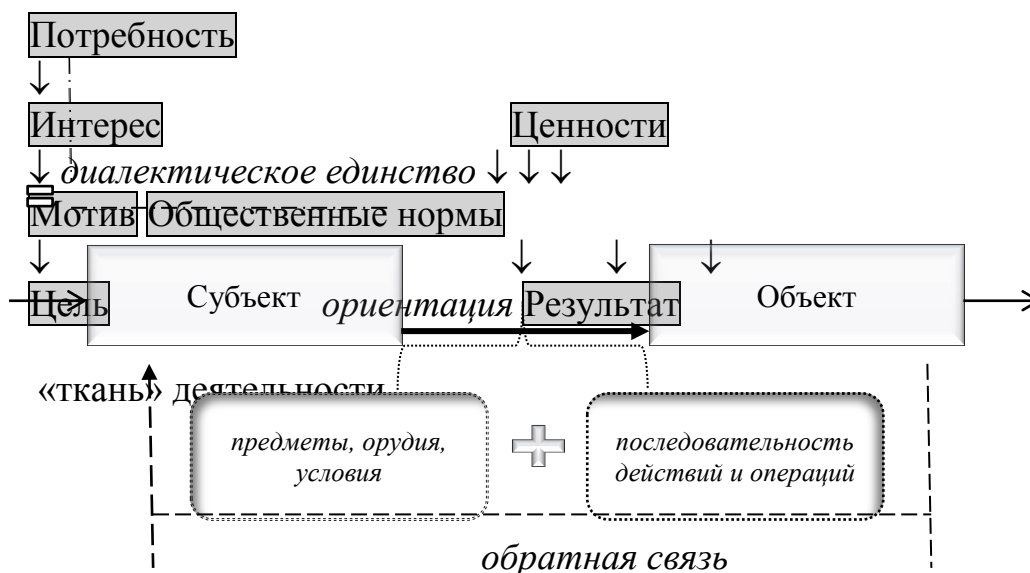 Потребность
Интерес Ценности
диалектическое единство
Мотив Общественные нормы
Цель Субъект ориентация Результат Объект
«ткань» деятельности
предметы, орудия, последовательность
условия действий и операций
обратная связь